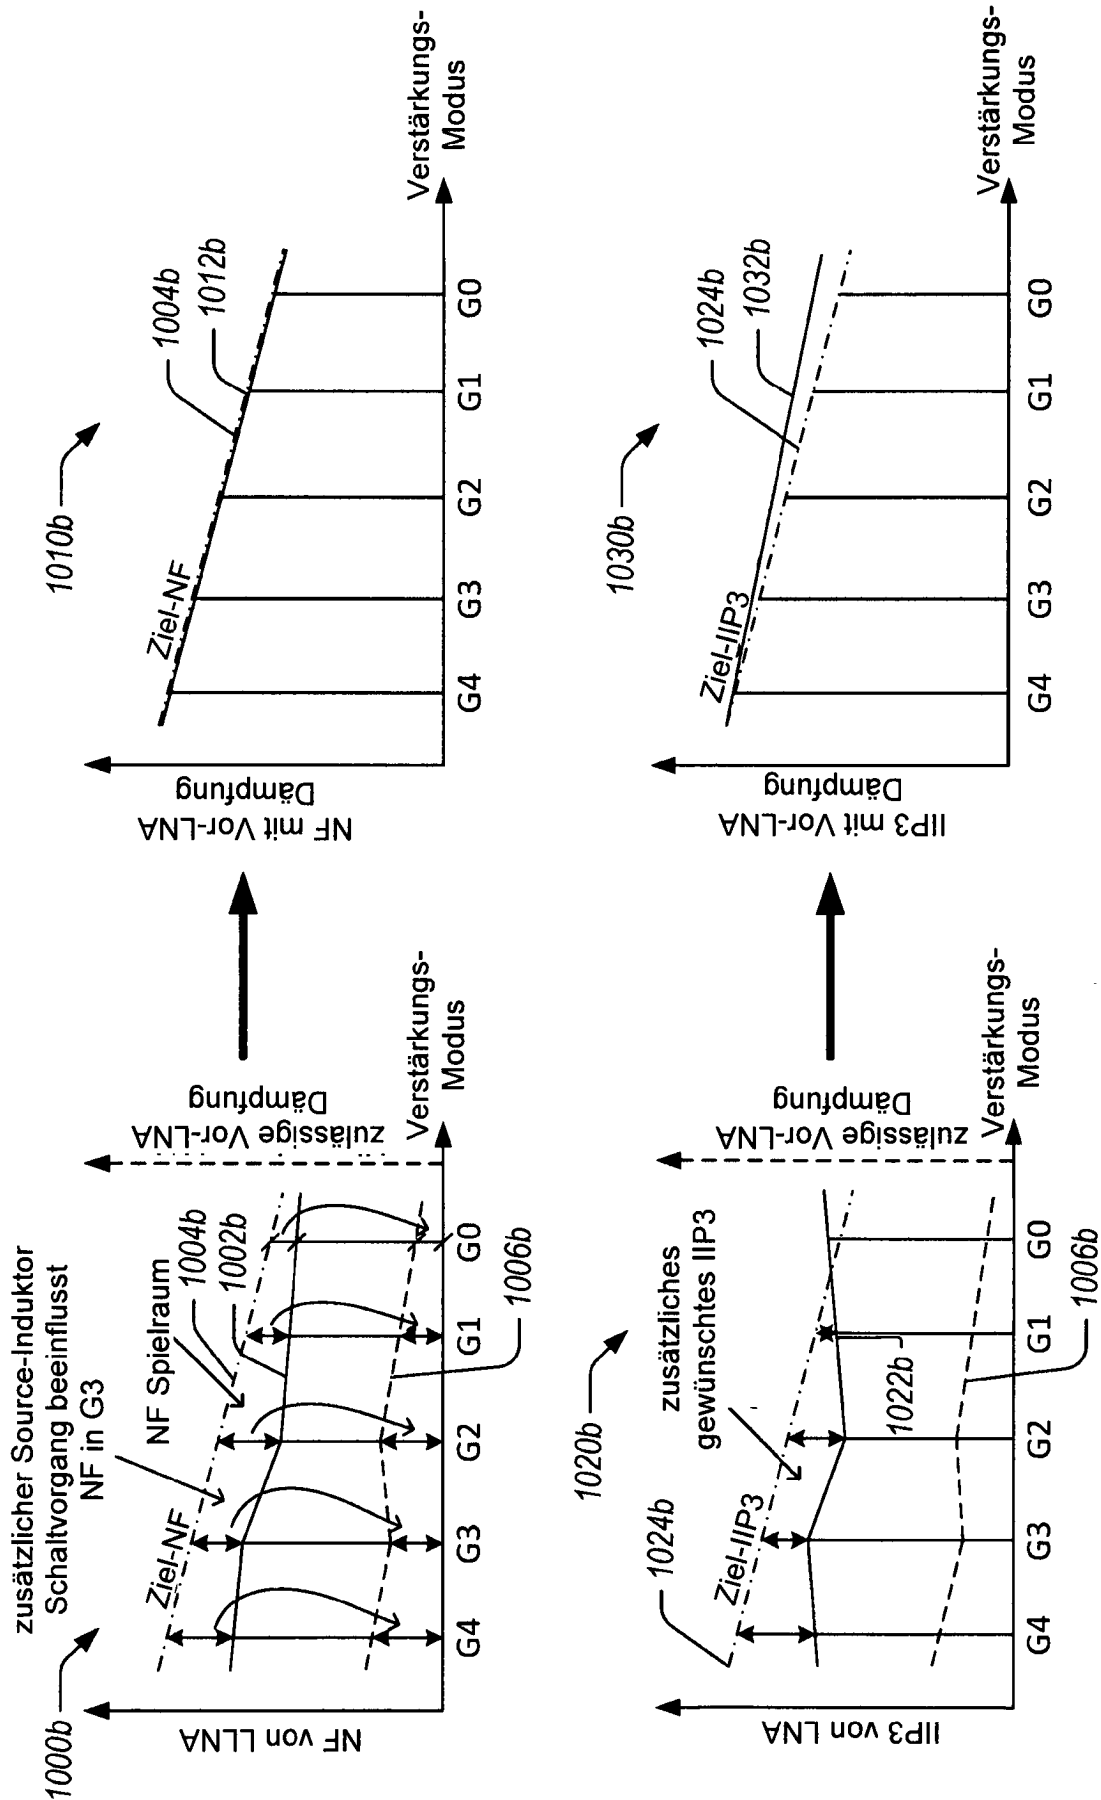 1000b
zusätzlicher Source-Induktor
Schaltvorgang beeinflusst
NF in G3
NF Spielraum
1004b
1002b
Ziel-NF
1006b
NF von LLNA
G4
G3
G2
G1
G0
zulässige Vor-LNA
Dämpfung
Verstärkungs-
Modus
1010b
Ziel-NF
1004b
1012b
NF mit Vor-LNA
Dämpfung
G4
G3
G2
G1
G0
Verstärkungs-
Modus
1020b
1024b
Ziel-IIP3
zusätzliches
gewünschtes IIP3
1022b
1006b
IIP3 von LNA
G4
G3
G2
G1
G0
zulässige Vor-LNA
Dämpfung
Verstärkungs-
Modus
1030b
Ziel-IIP3
1024b
1032b
IIP3 mit Vor-LNA
Dämpfung
G4
G3
G2
G1
G0
Verstärkungs-
Modus